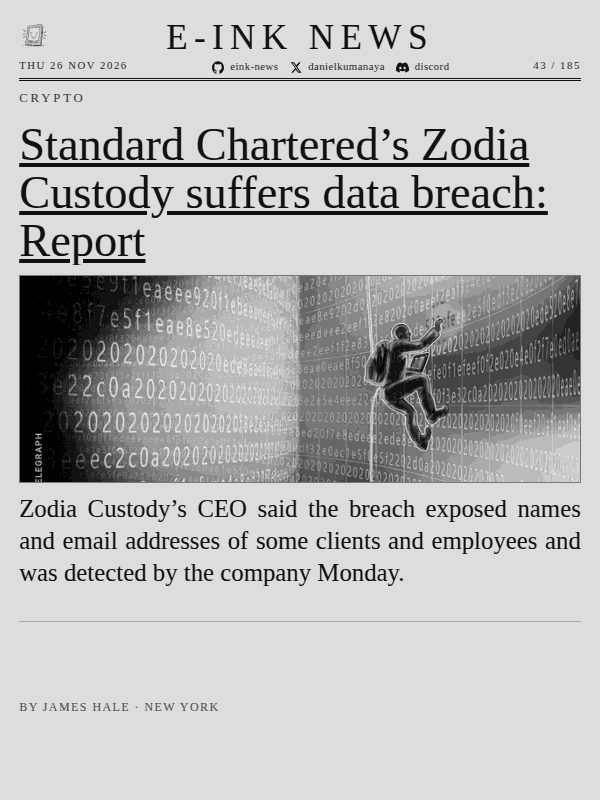 E-INK NEWS
THU 26 NOV 2026
eink-news danielkumanaya discord
43 / 185
CRYPTO
Standard Chartered’s Zodia
Custody suffers data breach:
Report
ELEGRAPH
Zodia Custody’s CEO said the breach exposed names
and email addresses of some clients and employees and
was detected by the company Monday.
BY JAMES HALE · NEW YORK